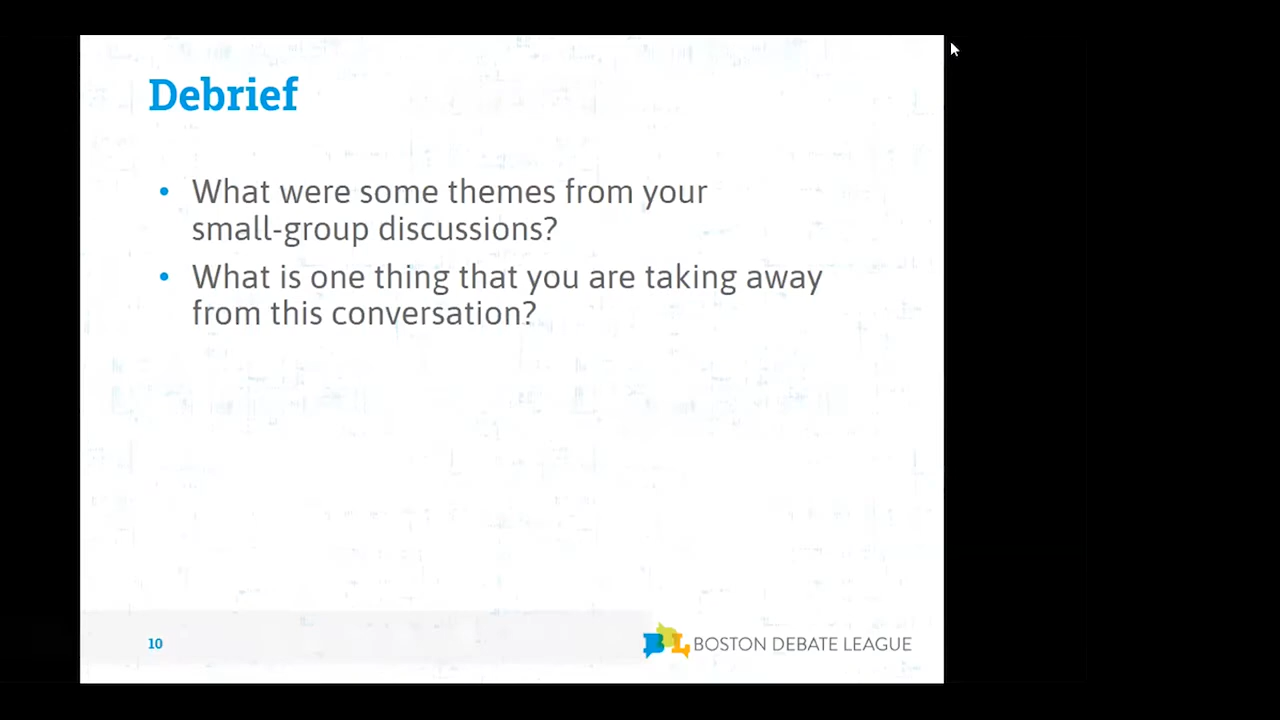 Debrief
• What were some themes from your
small-group discussions?
• What is one thing that you are taking away
from this conversation?
10
BDL BOSTON DEBATE LEAGUE